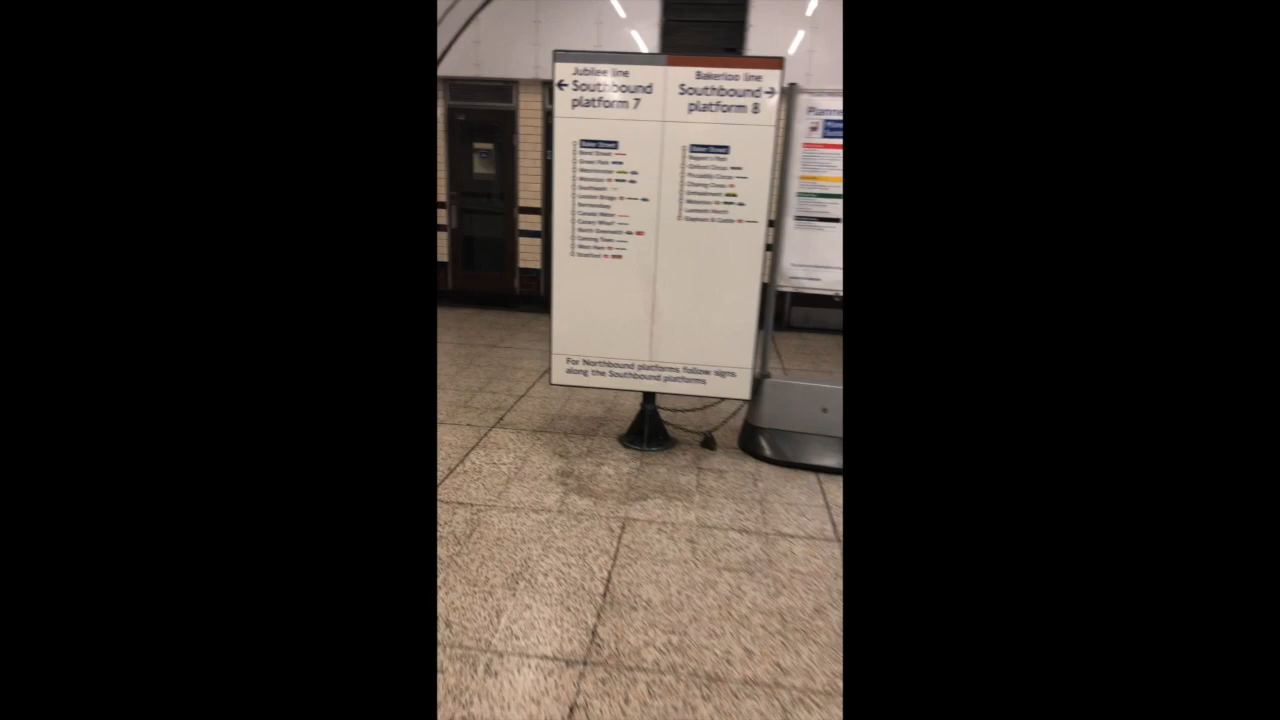 Jubilee line
← Southbound
platform 7
Baker Street
Bond Street
Green Park
Westminster
Waterloo
Southwark
London Bridge
Bermondsey
Canada Water
Canary Wharf
North Greenwich
Canning Town
West Ham
Stratford
Bakerloo line
Southbound →
platform 8
Baker Street
Regent's Park
Oxford Circus
Piccadilly Circus
Charing Cross
Embankment
Waterloo
Lambeth North
Elephant & Castle
For Northbound platforms follow signs
along the Southbound platforms
Planne